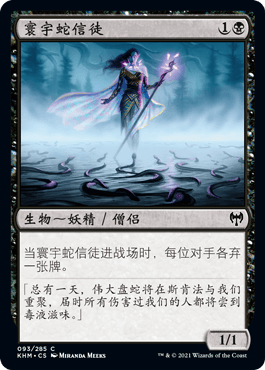 寰宇蛇信徒 1
生物～妖精／僧侣
当寰宇蛇信徒进战场时，每位对手各弃
一张牌。
「总有一天，伟大盘蛇将在斯肯法与我们
重聚，届时所有伤害过我们的人都将尝到
毒液滋味。」
1/1
093/285 C
KHM • CS MIRANDA MEEKS
™ & © 2021 Wizards of the Coast